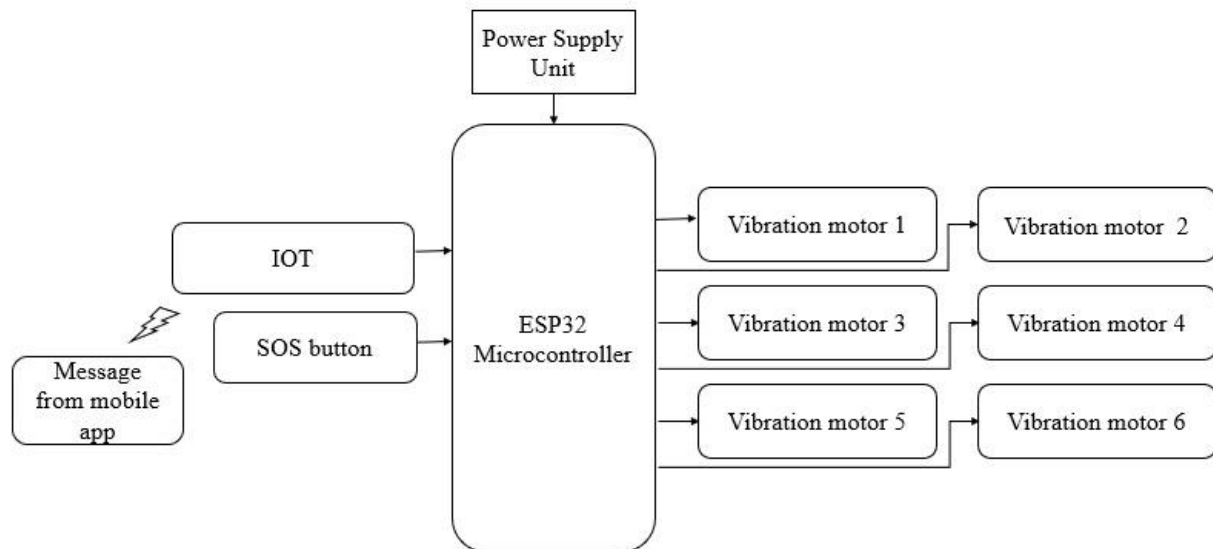 Power Supply
Unit
IOT
SOS button
Message
from mobile
app
ESP32
Microcontroller
Vibration motor 1
Vibration motor 2
Vibration motor 3
Vibration motor 4
Vibration motor 5
Vibration motor 6